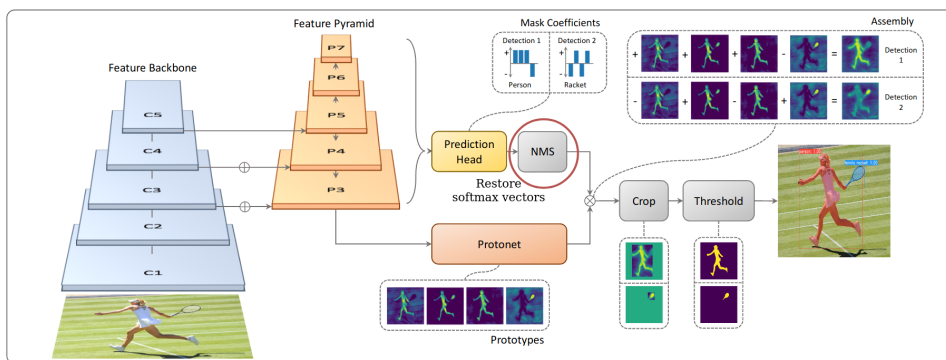 Feature Backbone
C5
C4
C3
C2
C1
Feature Pyramid
P7
P6
P5
P4
P3
Mask Coefficients
Detection 1
Detection 2
+
-
+
-
Person
Racket
Prediction
Head
NMS
Restore
softmax vectors
Protonet
Prototypes
Assembly
+ + + - = Detection
1
- + - + = Detection
2
Crop
Threshold